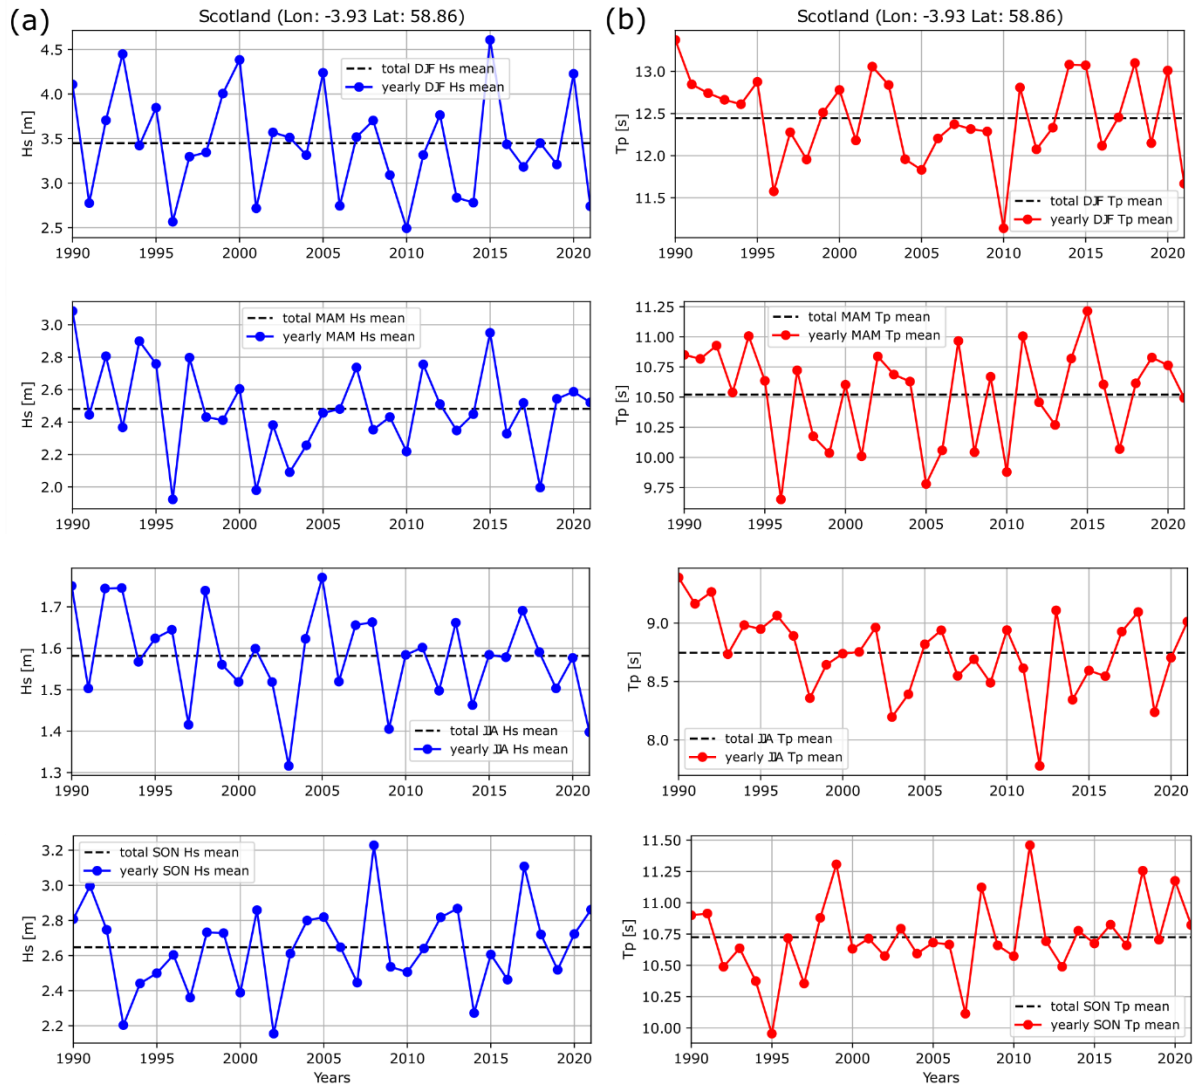 (a)
Scotland (Lon: -3.93 Lat: 58.86)
Hs [m]
4.5
4.0
3.5
3.0
2.5
total DJF Hs mean
yearly DJF Hs mean
1990 1995 2000 2005 2010 2015 2020
Hs [m]
3.0
2.8
2.6
2.4
2.2
2.0
total MAM Hs mean
yearly MAM Hs mean
1990 1995 2000 2005 2010 2015 2020
Hs [m]
1.7
1.6
1.5
1.4
1.3
total JJA Hs mean
yearly JJA Hs mean
1990 1995 2000 2005 2010 2015 2020
Hs [m]
3.2
3.0
2.8
2.6
2.4
2.2
total SON Hs mean
yearly SON Hs mean
1990 1995 2000 2005 2010 2015 2020
Years
(b)
Scotland (Lon: -3.93 Lat: 58.86)
Tp [s]
13.0
12.5
12.0
11.5
total DJF Tp mean
yearly DJF Tp mean
1990 1995 2000 2005 2010 2015 2020
Tp [s]
11.25
11.00
10.75
10.50
10.25
10.00
9.75
total MAM Tp mean
yearly MAM Tp mean
1990 1995 2000 2005 2010 2015 2020
Tp [s]
9.0
8.5
8.0
total JJA Tp mean
yearly JJA Tp mean
1990 1995 2000 2005 2010 2015 2020
Tp [s]
11.50
11.25
11.00
10.75
10.50
10.25
10.00
total SON Tp mean
yearly SON Tp mean
1990 1995 2000 2005 2010 2015 2020
Years